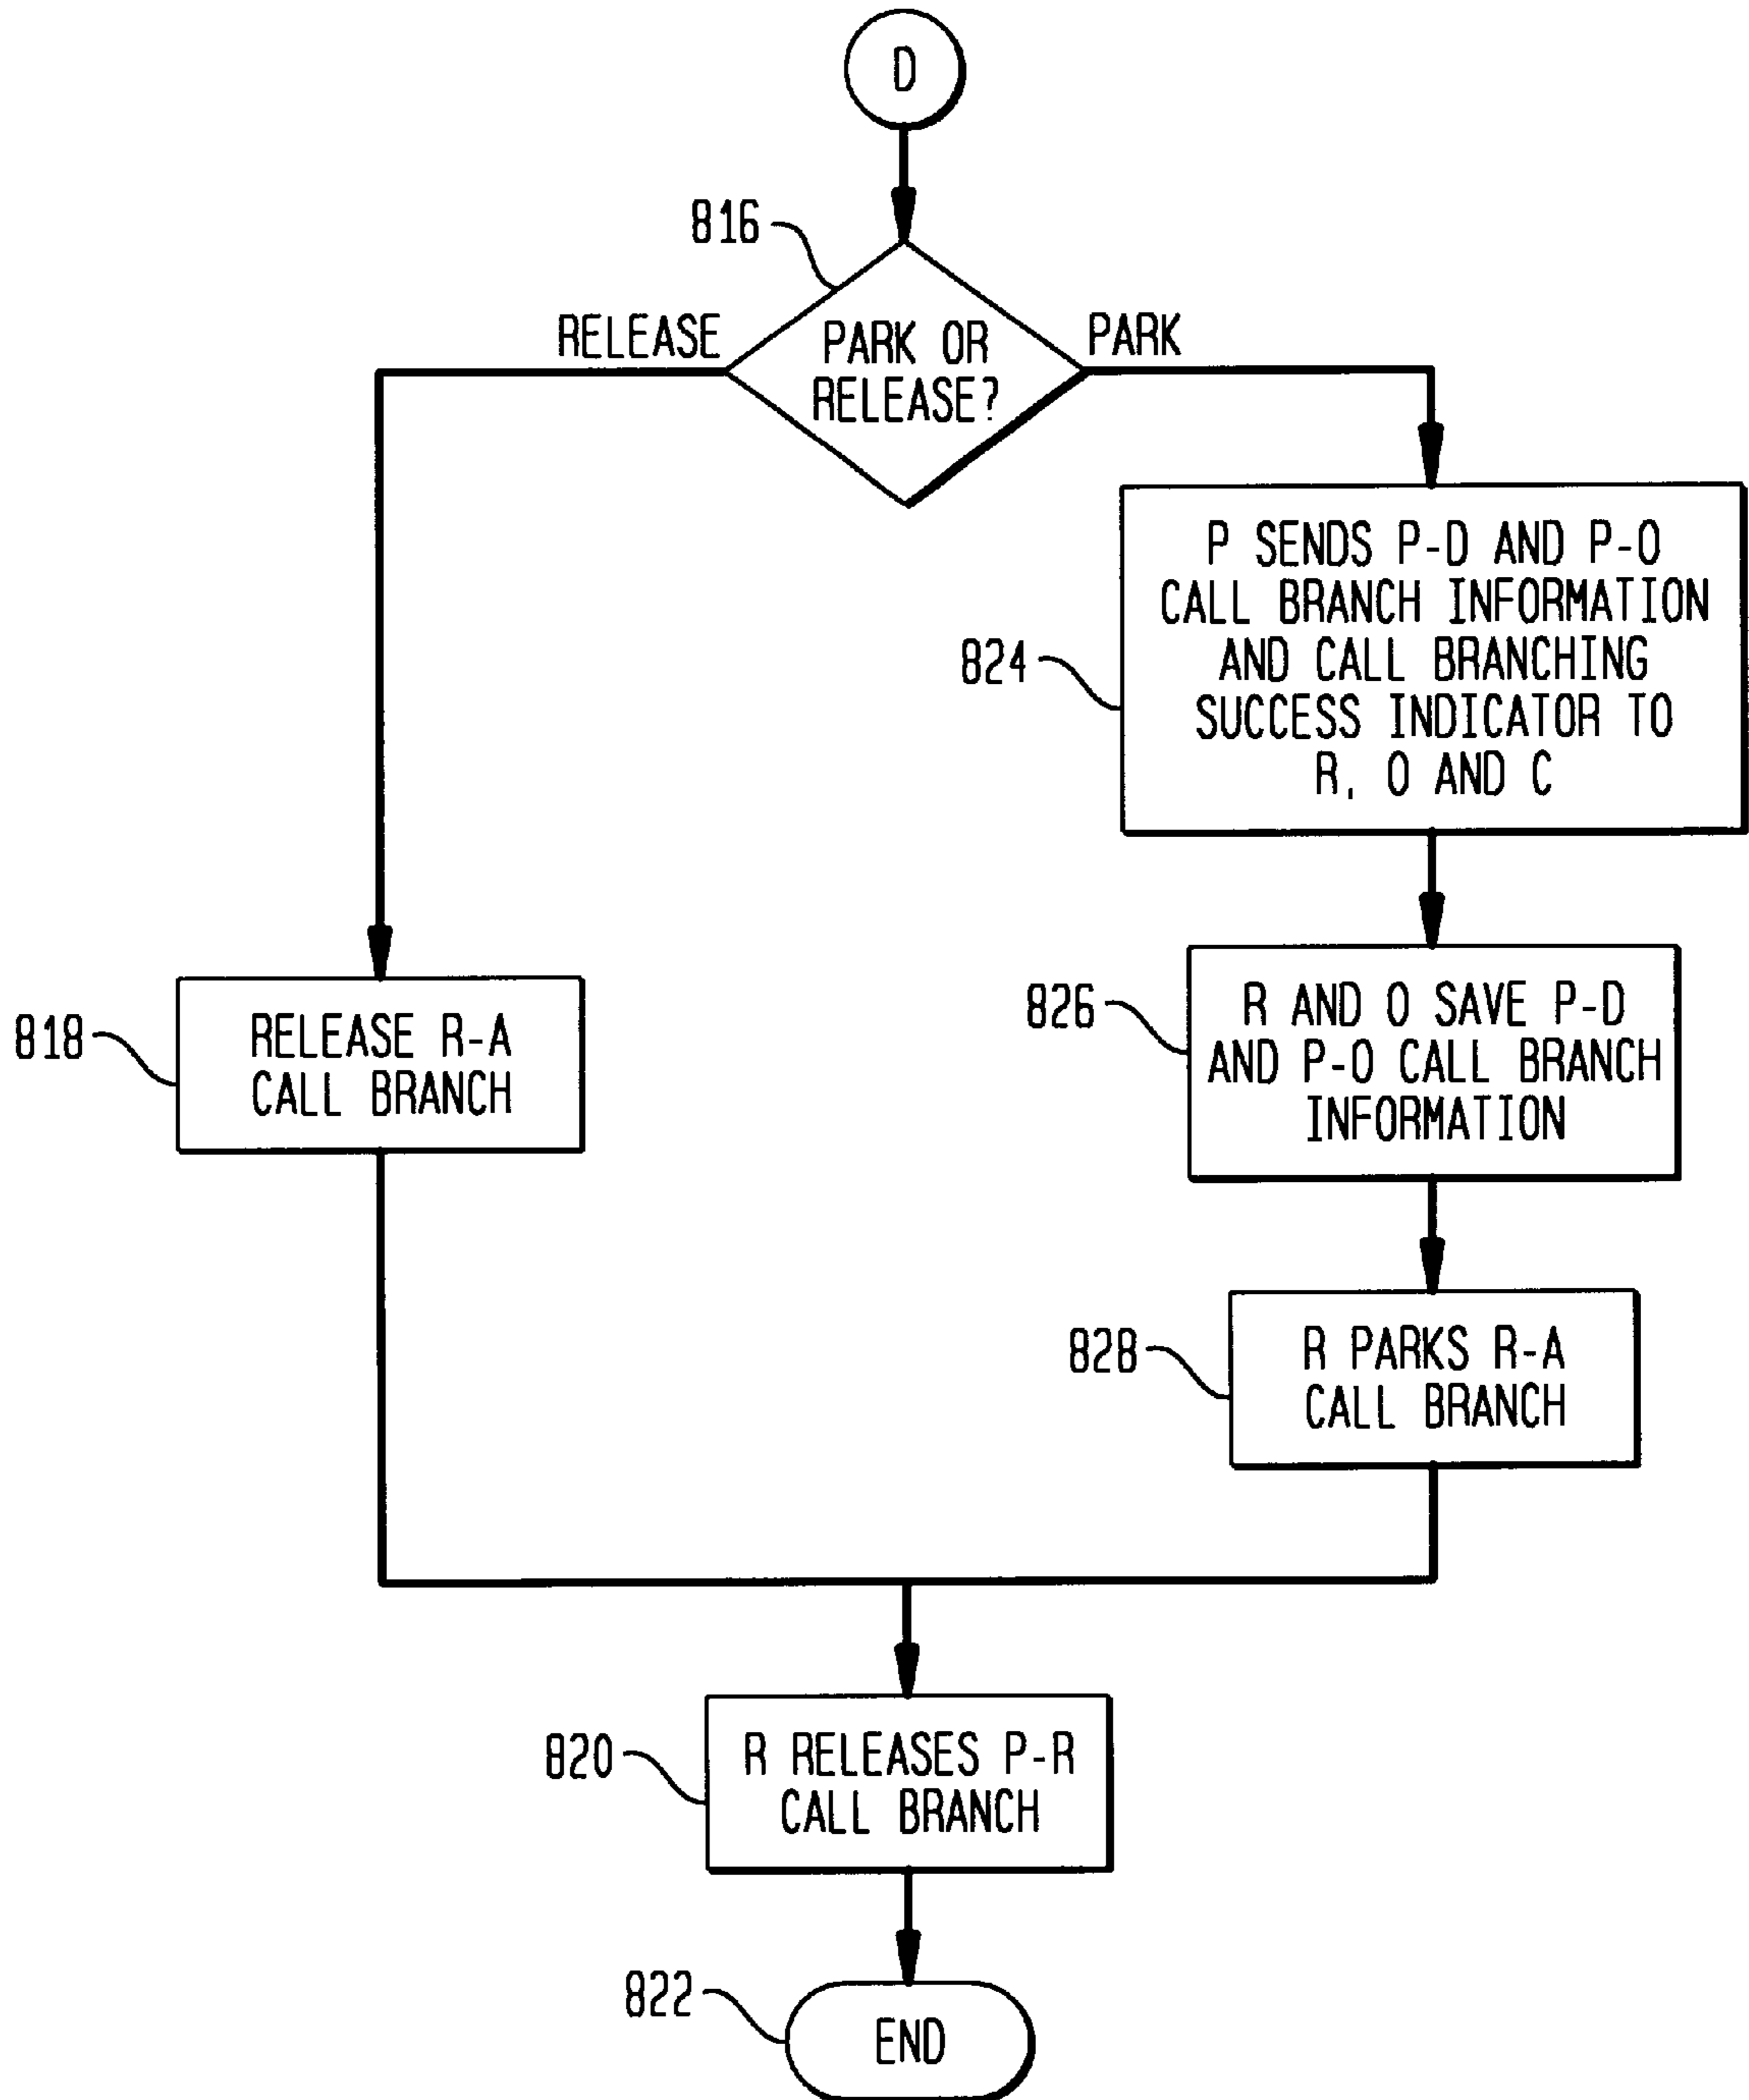 D
816
RELEASE
PARK OR
RELEASE?
PARK
824
P SENDS P-D AND P-O
CALL BRANCH INFORMATION
AND CALL BRANCHING
SUCCESS INDICATOR TO
R, O AND C
818
RELEASE R-A
CALL BRANCH
826
R AND O SAVE P-D
AND P-O CALL BRANCH
INFORMATION
828
R PARKS R-A
CALL BRANCH
820
R RELEASES P-R
CALL BRANCH
822
END